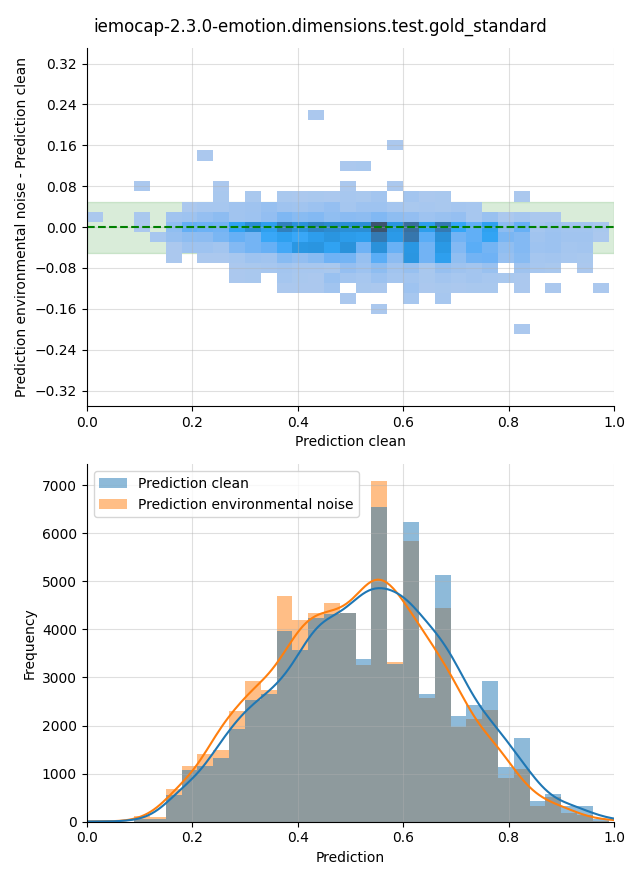 iemocap-2.3.0-emotion.dimensions.test.gold_standard
Prediction environmental noise - Prediction clean
0.32
0.24
0.16
0.08
0.00
−0.08
−0.16
−0.24
−0.32
0.0 0.2 0.4 0.6 0.8 1.0
Prediction clean
Prediction clean
Prediction environmental noise
Frequency
7000
6000
5000
4000
3000
2000
1000
0
0.0 0.2 0.4 0.6 0.8 1.0
Prediction